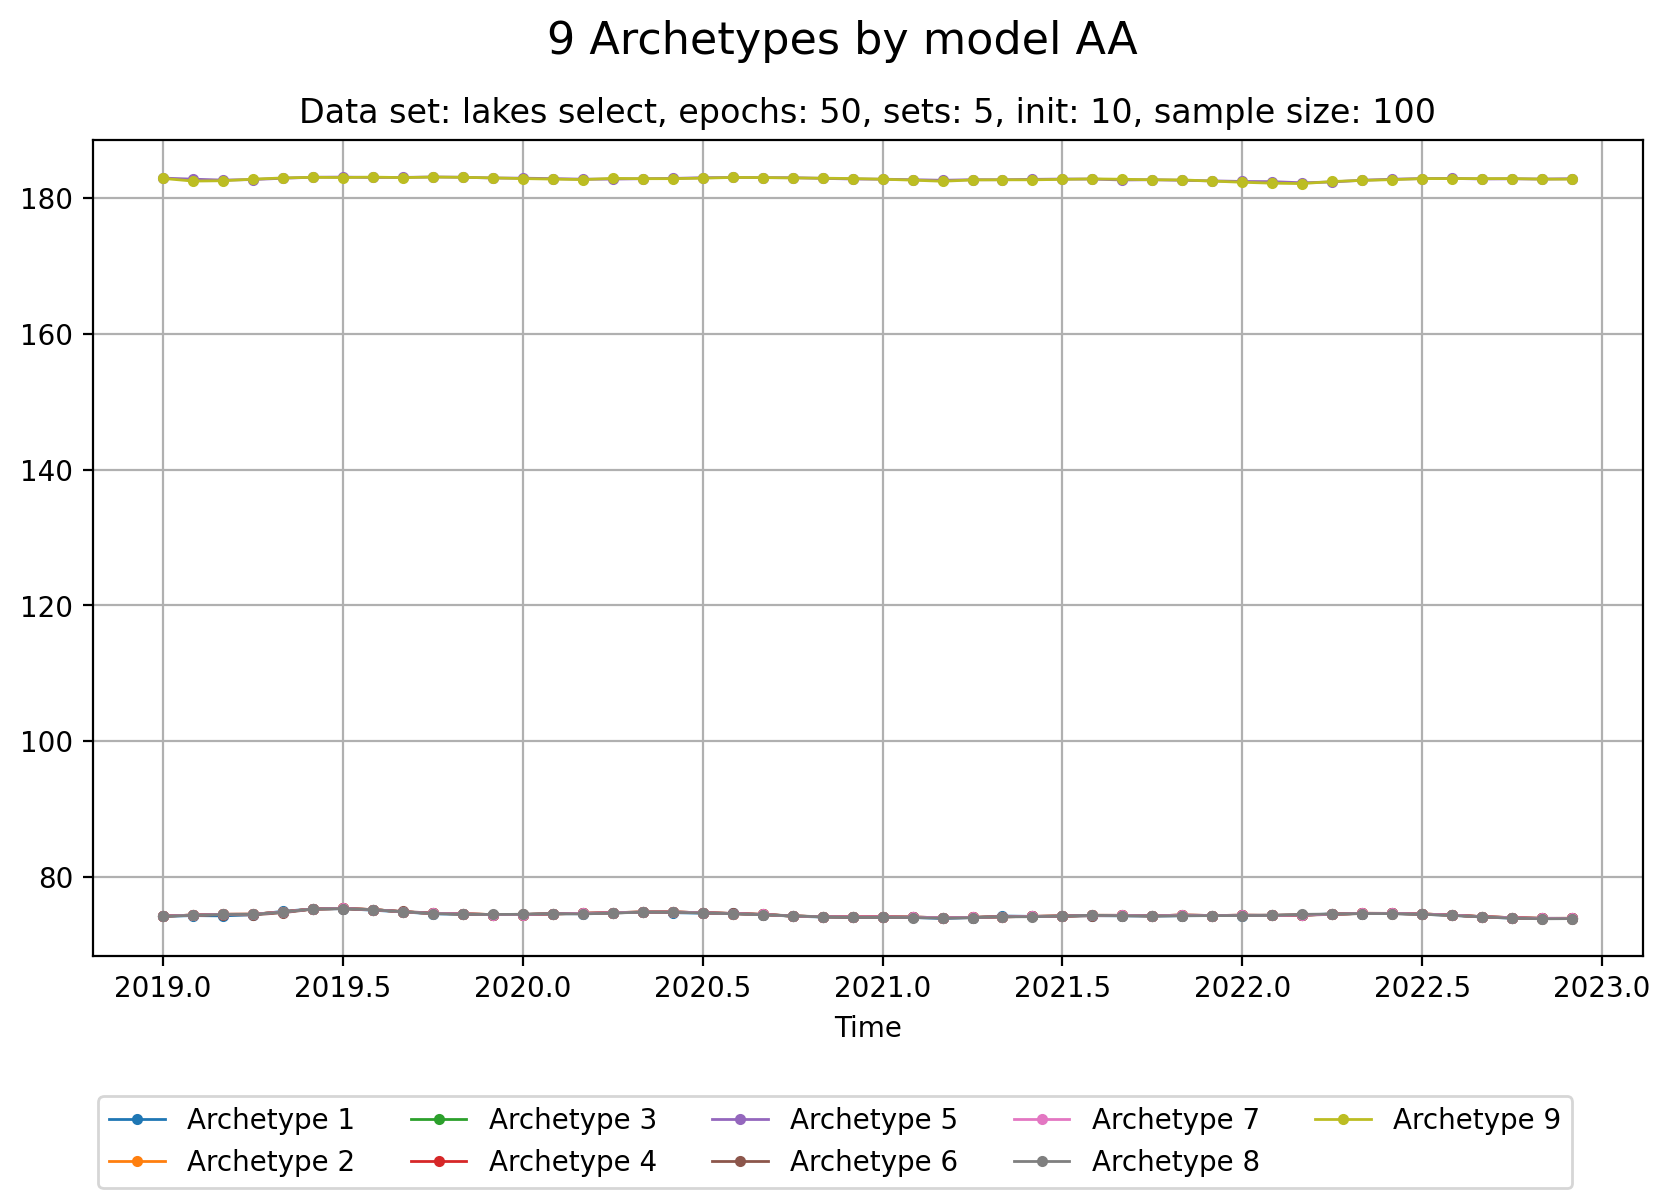 9 Archetypes by model AA
Data set: lakes select, epochs: 50, sets: 5, init: 10, sample size: 100
180
160
140
120
100
80
2019.0 2019.5 2020.0 2020.5 2021.0 2021.5 2022.0 2022.5 2023.0
Time
Archetype 1 Archetype 3 Archetype 5 Archetype 7 Archetype 9
Archetype 2 Archetype 4 Archetype 6 Archetype 8